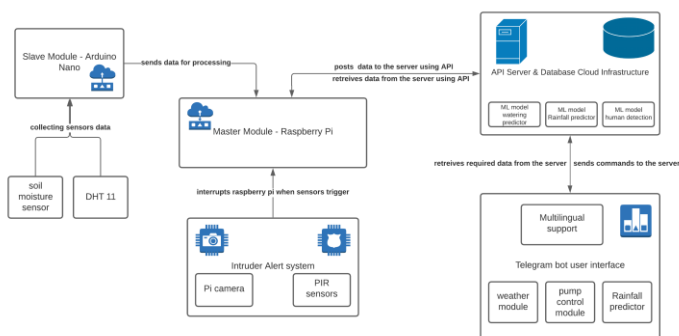 Slave Module - Arduino
Nano
sends data for processing
posts data to the server using API
retreives data from the server using API
API Server & Database Cloud Infrastructure
ML model
watering
predictor
ML model
Rainfall predictor
ML model
human detection
collecting sensors data
Master Module - Raspberry Pi
soil
moisture
sensor
DHT 11
interrupts raspberry pi when sensors trigger
retreives required data from the server
sends commands to the server
Intruder Alert system
Pi camera
PIR
sensors
Multilingual
support
Telegram bot user interface
weather
module
pump
control
module
Rainfall
predictor